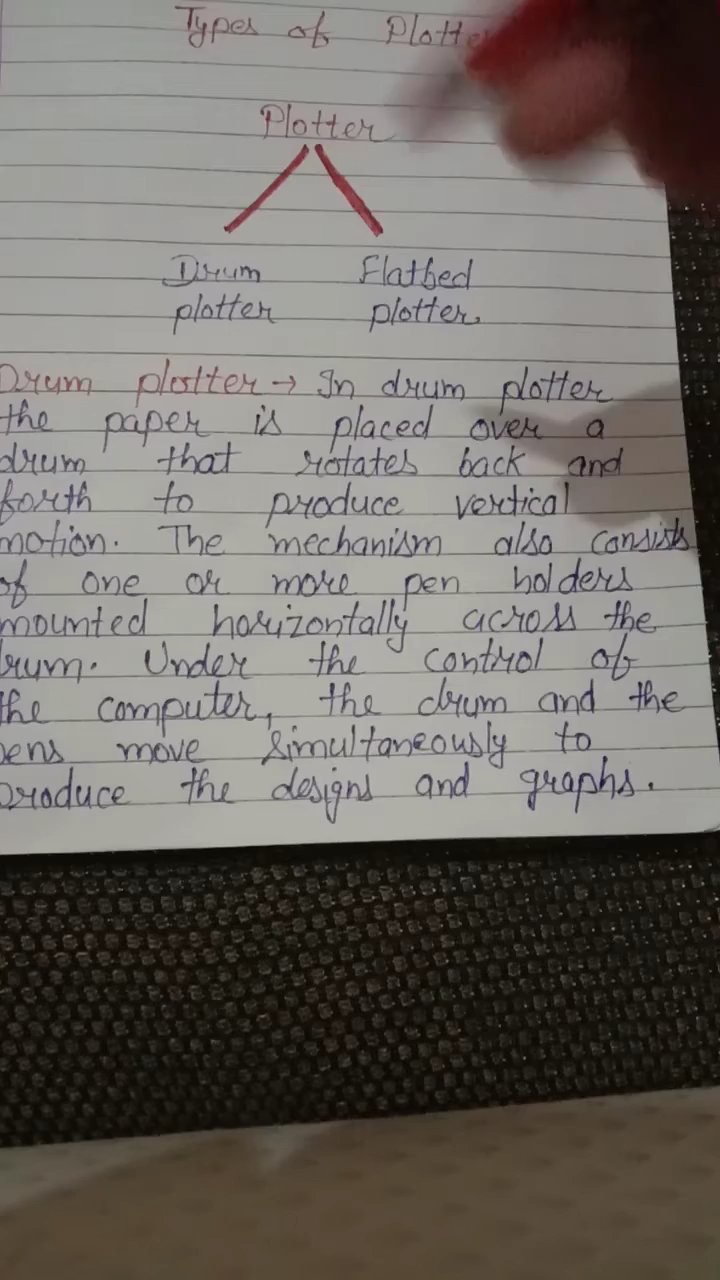 Types of Plotte
Plotter
Drum Flatbed
plotter plotter.
Drum plotter → In drum plotter
the paper is placed over a
drum that rotates back and
forth to produce vertical
motion. The mechanism also consists
of one or more pen holders
mounted horizontally across the
rum. Under the control of
the computer, the drum and the
ens move simultaneously to
produce the designs and graphs.